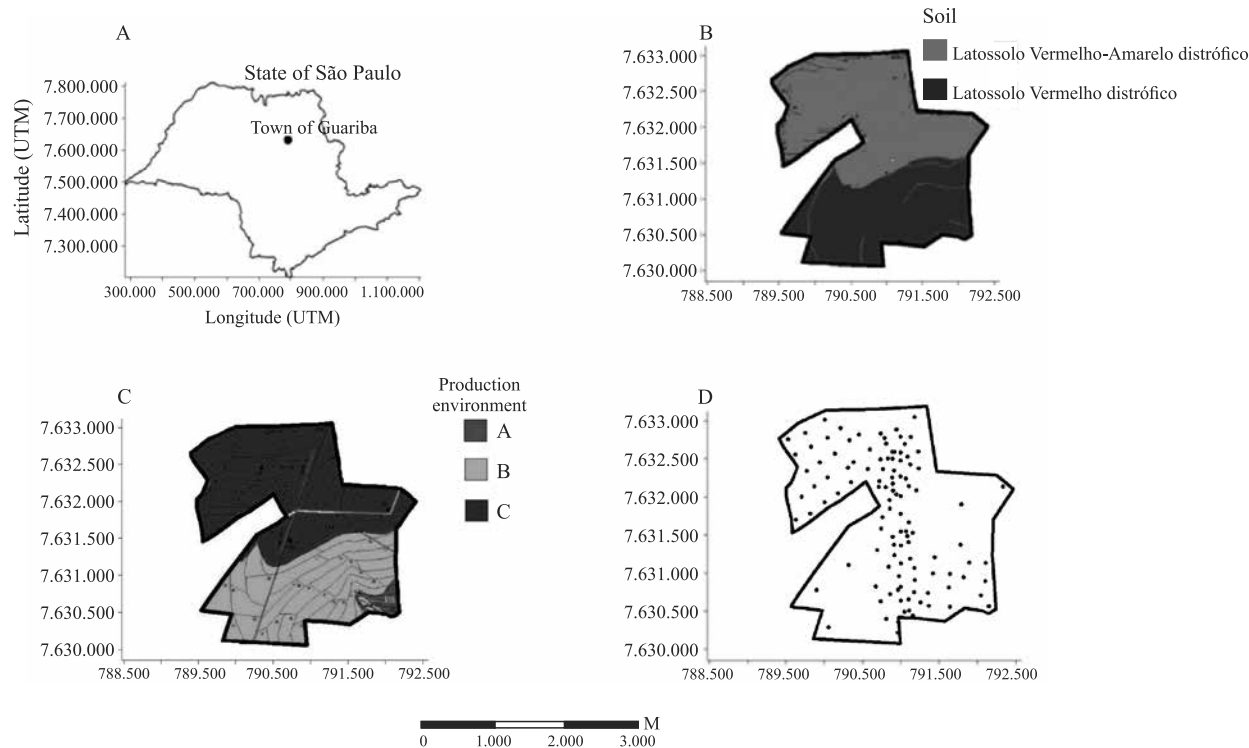 A
State of São Paulo
Town of Guariba
Latitude (UTM)
7.800.000
7.700.000
7.600.000
7.500.000
7.400.000
7.300.000
300.000 500.000 700.000 900.000 1.100.000
Longitude (UTM)
B
Soil
Latossolo Vermelho-Amarelo distrófico
Latossolo Vermelho distrófico
7.633.000
7.632.500
7.632.000
7.631.500
7.631.000
7.630.500
7.630.000
788.500 789.500 790.500 791.500 792.500
C
Production
environment
A
B
C
7.633.000
7.632.500
7.632.000
7.631.500
7.631.000
7.630.500
7.630.000
788.500 789.500 790.500 791.500 792.500
D
7.633.000
7.632.500
7.632.000
7.631.500
7.631.000
7.630.500
7.630.000
788.500 789.500 790.500 791.500 792.500
M
0 1.000 2.000 3.000